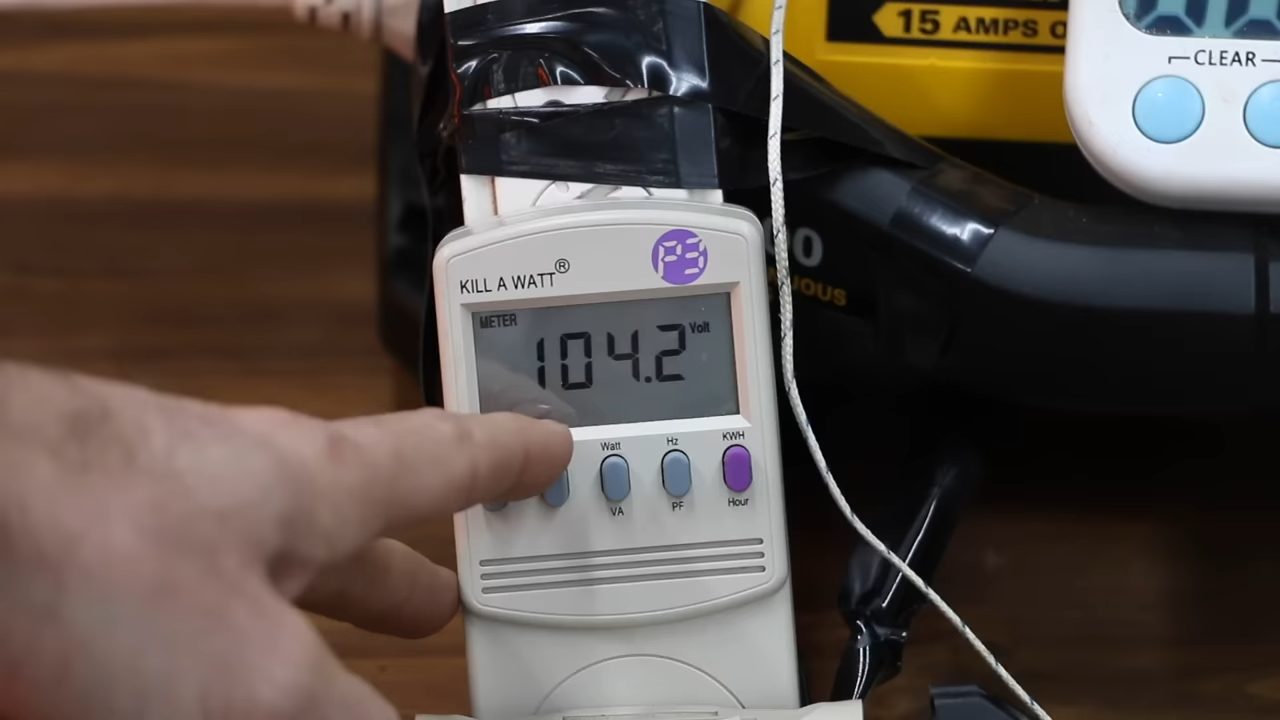 15 AMPS
CLEAR
P3
KILL A WATT®
METER
104.2 Volt
Watt Hz KWH
VA PF Hour